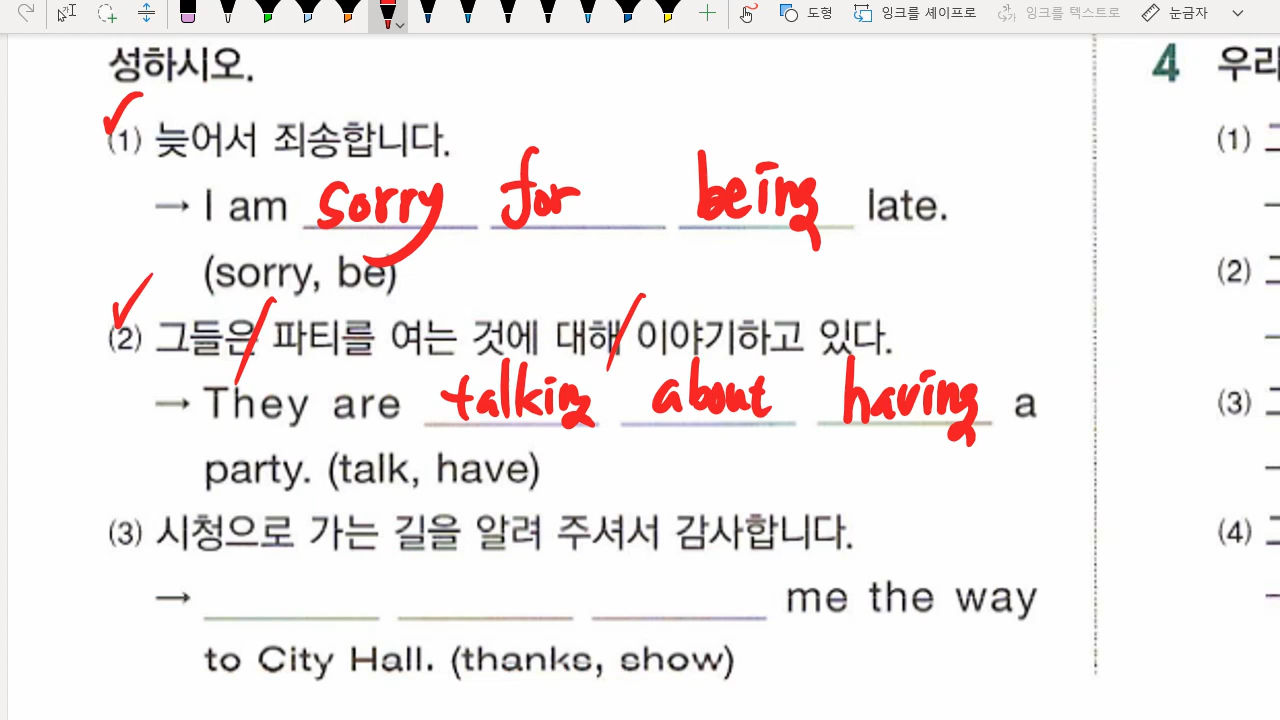 도형 잉크를 셰이프로 잉크를 텍스트로 눈금자
성하시오.
(1) 늦어서 죄송합니다.
→ I am sorry for being late.
(sorry, be)
(2) 그들은 파티를 여는 것에 대해 이야기하고 있다.
→ They are talking about having a
party. (talk, have)
(3) 시청으로 가는 길을 알려 주셔서 감사합니다.
→ ____ ____ ____ me the way
to City Hall. (thanks, show)
4 우리
(1)
(2)
(3)
(4)